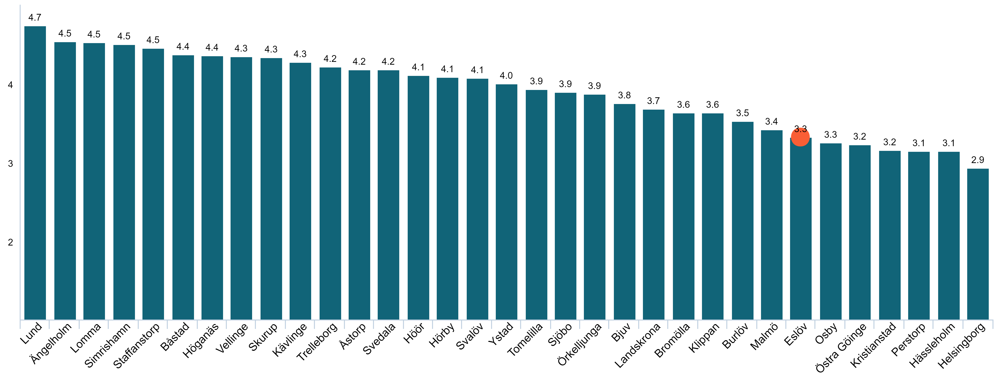 4.7
4.5
4.5
4.5
4.5
4.4
4.4
4.3
4.3
4.3
4.2
4.2
4.2
4.1
4.1
4.1
4.0
3.9
3.9
3.9
3.8
3.7
3.6
3.6
3.5
3.4
3.3
3.3
3.2
3.2
3.1
3.1
2.9
4
3
2
Lund
Ängelholm
Lomma
Simrishamn
Staffanstorp
Båstad
Höganäs
Vellinge
Skurup
Kävlinge
Trelleborg
Åstorp
Svedala
Höör
Hörby
Svalöv
Ystad
Tomelilla
Sjöbo
Örkelljunga
Bjuv
Landskrona
Bromölla
Klippan
Burlöv
Malmö
Eslöv
Osby
Östra Göinge
Kristianstad
Perstorp
Hässleholm
Helsingborg